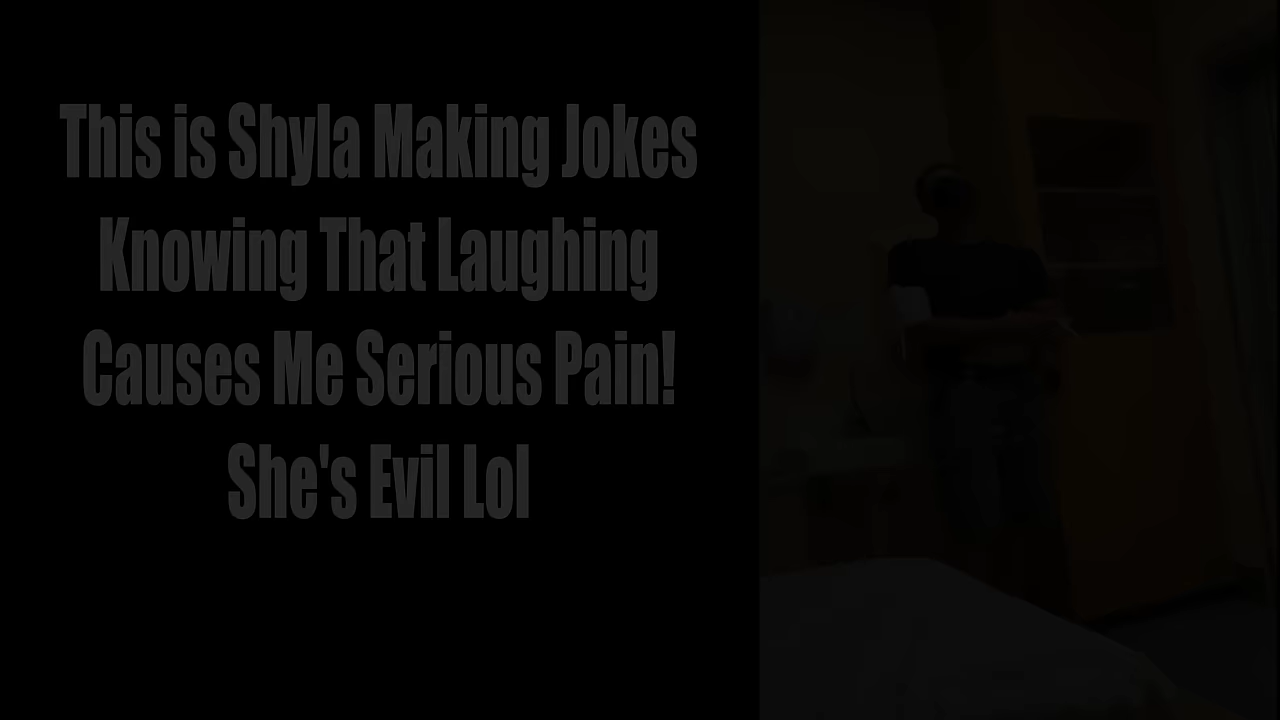 This is Shyla Making Jokes
Knowing That Laughing
Causes Me Serious Pain!
She's Evil Lol